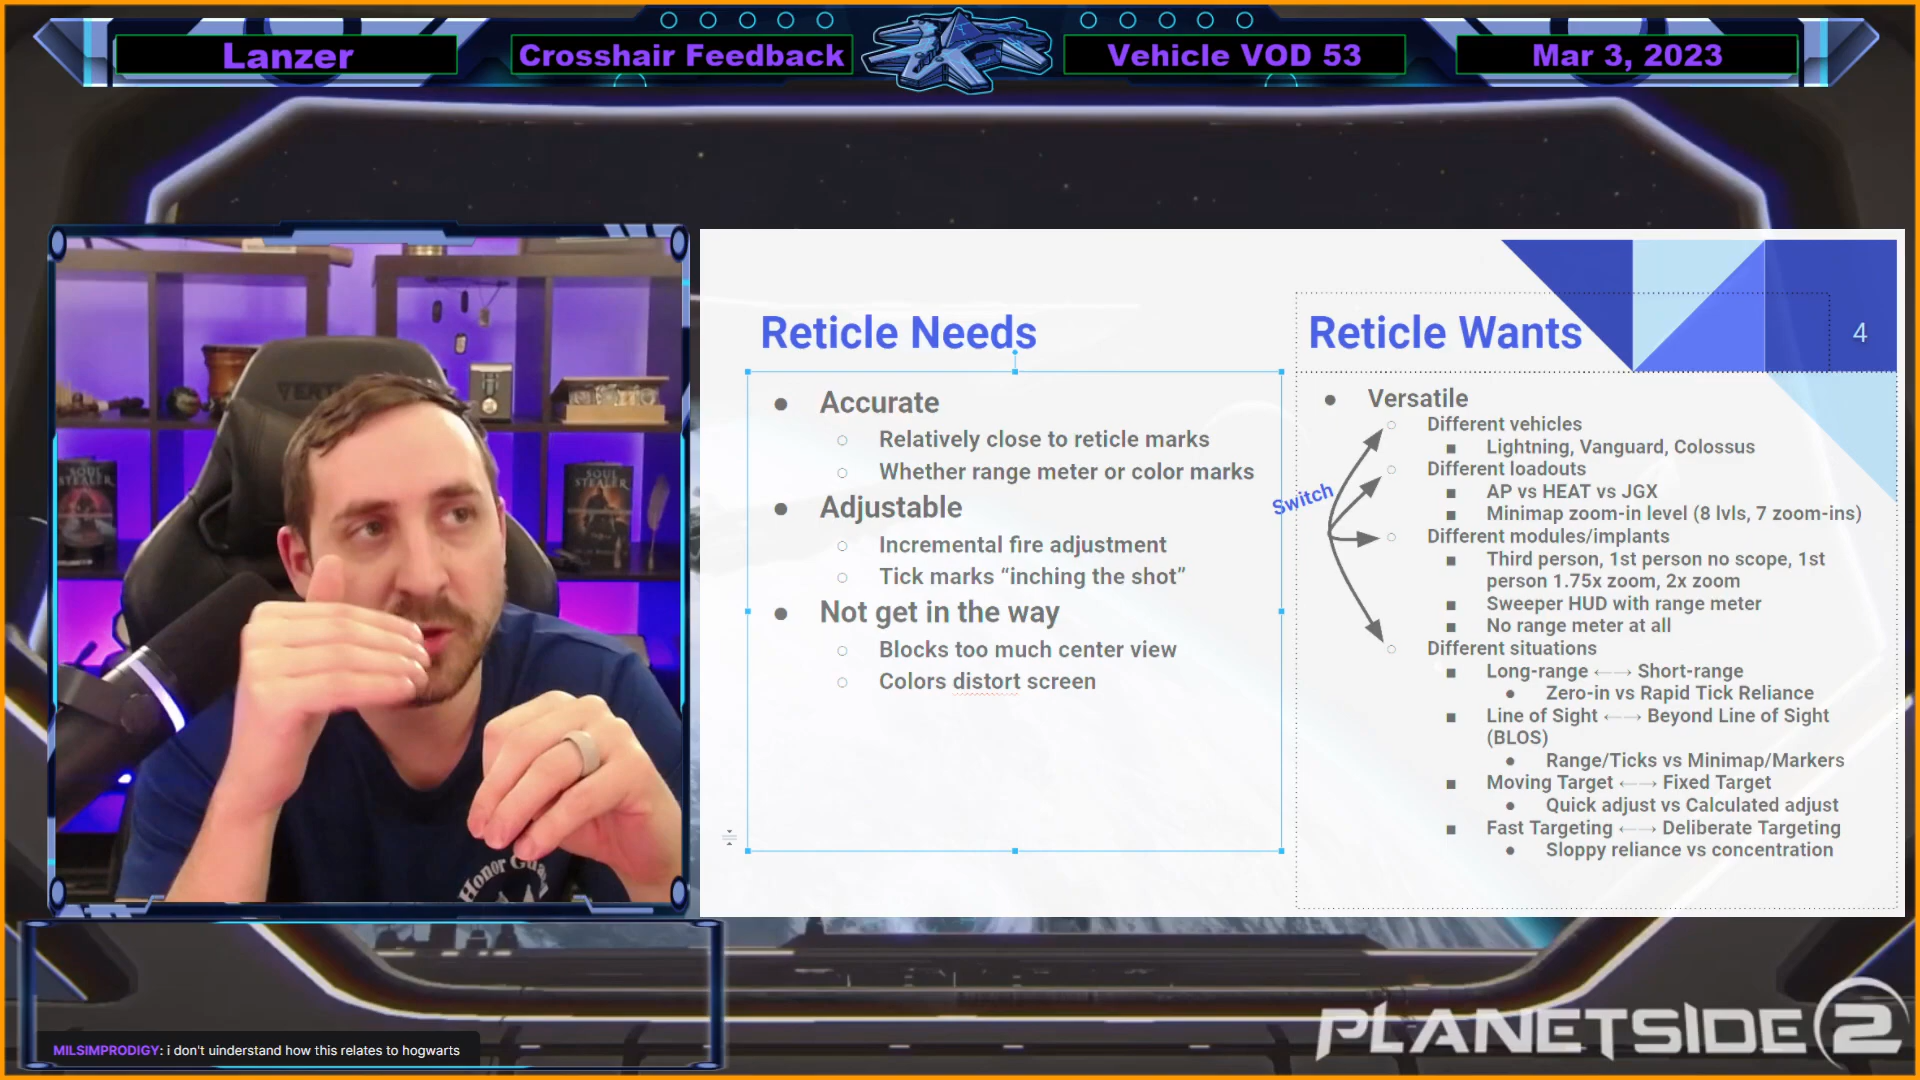 Lanzer
Crosshair Feedback
Vehicle VOD 53
Mar 3, 2023
Reticle Needs
Accurate
Relatively close to reticle marks
Whether range meter or color marks
Adjustable
Incremental fire adjustment
Tick marks “inching the shot”
Not get in the way
Blocks too much center view
Colors distort screen
Reticle Wants
4
Versatile
Different vehicles
Lightning, Vanguard, Colossus
Different loadouts
AP vs HEAT vs JGX
Minimap zoom-in level (8 lvls, 7 zoom-ins)
Different modules/implants
Third person, 1st person no scope, 1st
person 1.75x zoom, 2x zoom
Sweeper HUD with range meter
No range meter at all
Different situations
Long-range ←→ Short-range
Zero-in vs Rapid Tick Reliance
Line of Sight ←→ Beyond Line of Sight
(BLOS)
Range/Ticks vs Minimap/Markers
Moving Target ←→ Fixed Target
Quick adjust vs Calculated adjust
Fast Targeting ←→ Deliberate Targeting
Sloppy reliance vs concentration
Switch
SOUL
STEALER
SOUL
STEALER
Honor Gua
MILSIMPRODIGY: i don't uinderstand how this relates to hogwarts
PLANETSIDE 2